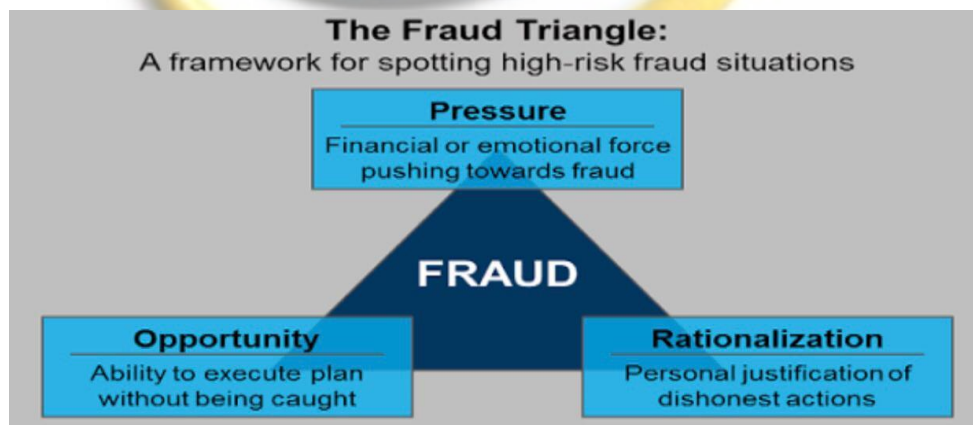 The Fraud Triangle:
A framework for spotting high-risk fraud situations
Pressure
Financial or emotional force
pushing towards fraud
FRAUD
Opportunity
Ability to execute plan
without being caught
Rationalization
Personal justification of
dishonest actions